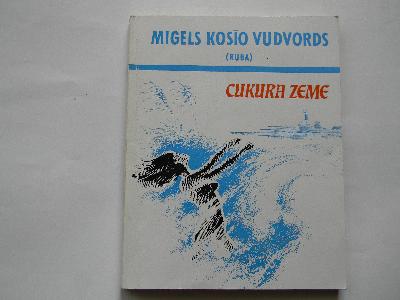 MIGELS KOSIO VUDVORDS
(KUBA)
CUKURA ZEME